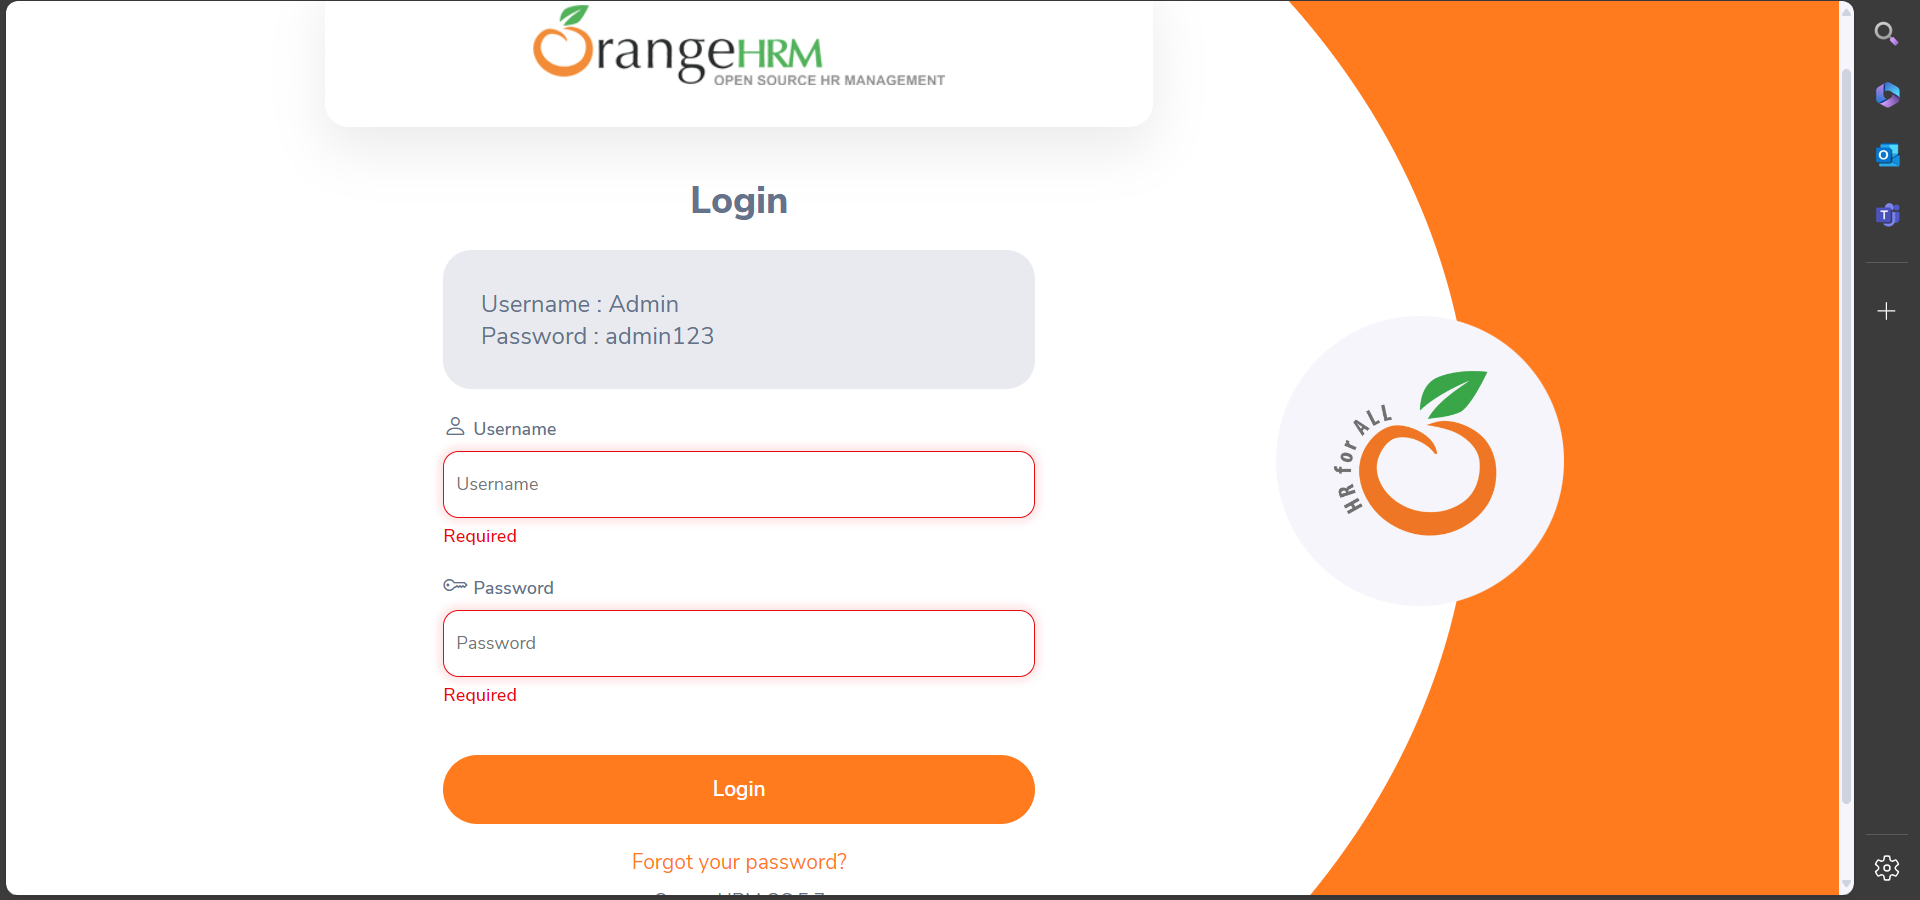 OrangeHRM
OPEN SOURCE HR MANAGEMENT
Login
Username : Admin
Password : admin123
Username
Username
Required
Password
Password
Required
Login
Forgot your password?
HR for ALL